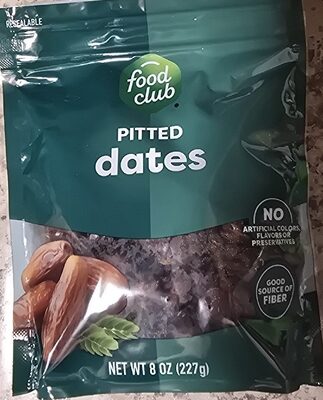 RESEALABLE
food
club
PITTED
dates
NO
ARTIFICIAL COLORS,
FLAVORS OR
PRESERVATIVES
GOOD
SOURCE OF
FIBER
NET WT 8 OZ (227g)